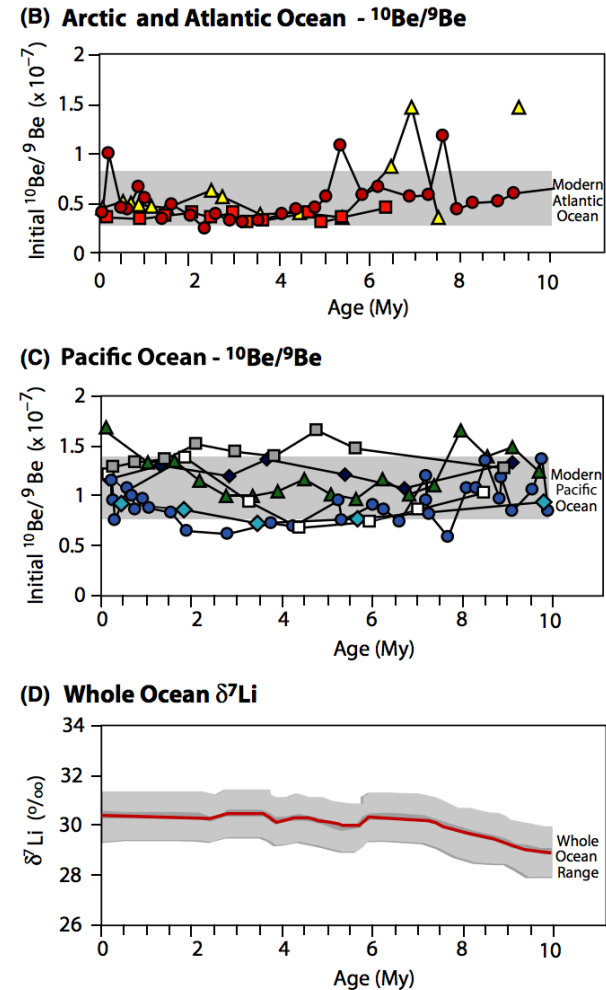 (B) Arctic and Atlantic Ocean - ¹⁰Be/⁹Be
Initial ¹⁰Be/ ⁹Be (x 10⁻⁷)
2
1.5
1
0.5
0
Modern
Atlantic
Ocean
0 2 4 6 8 10
Age (My)
(C) Pacific Ocean - ¹⁰Be/⁹Be
Initial ¹⁰Be/ ⁹Be (x 10⁻⁷)
2
1.5
1
0.5
0
Modern
Pacific
Ocean
0 2 4 6 8 10
Age (My)
(D) Whole Ocean δ⁷Li
δ⁷Li (º/₀₀)
34
32
30
28
26
Whole
Ocean
Range
0 2 4 6 8 10
Age (My)